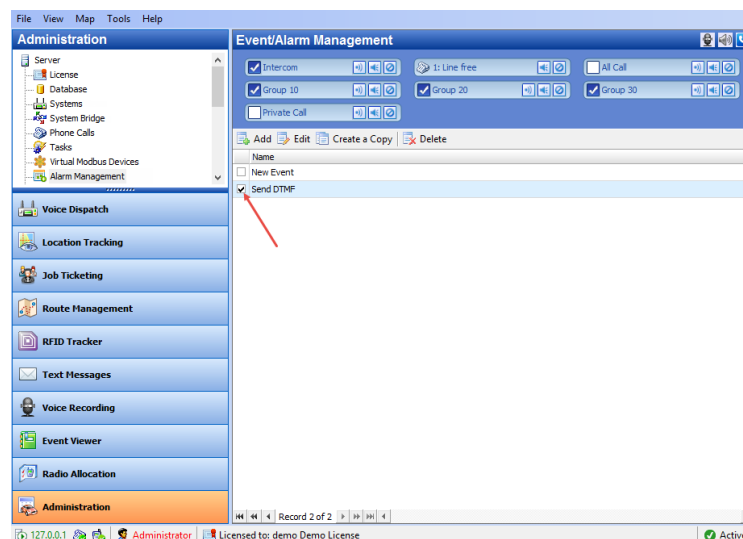 File View Map Tools Help
Administration
Server
License
Database
Systems
System Bridge
Phone Calls
Tasks
Virtual Modbus Devices
Alarm Management
Voice Dispatch
Location Tracking
Job Ticketing
Route Management
RFID Tracker
Text Messages
Voice Recording
Event Viewer
Radio Allocation
Administration
Event/Alarm Management
Intercom 1: Line free All Call
Group 10 Group 20 Group 30
Private Call
Add Edit Create a Copy Delete
Name
New Event
Send DTMF
Record 2 of 2
127.0.0.1 Administrator Licensed to: demo Demo License Active